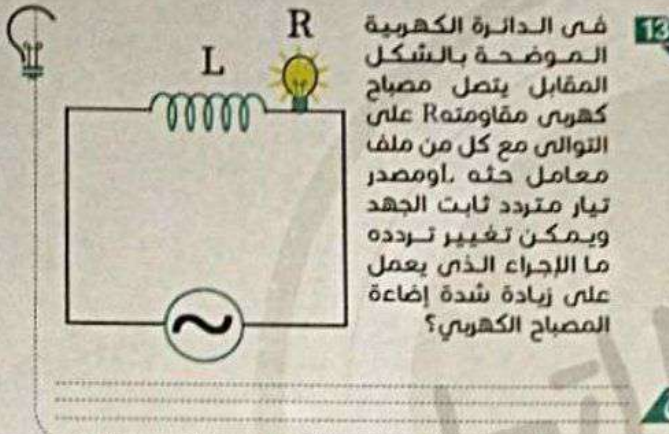 13
فى الدائرة الكهربية
الموضحة بالشكل
المقابل يتصل مصباح
كهربى مقاومته R على
التوالى مع كل من ملف
معامل حثه L ومصدر
تيار متردد ثابت الجهد
ويمكن تغيير تردده
ما الإجراء الذى يعمل
على زيادة شدة إضاءة
المصباح الكهربي؟
R
L